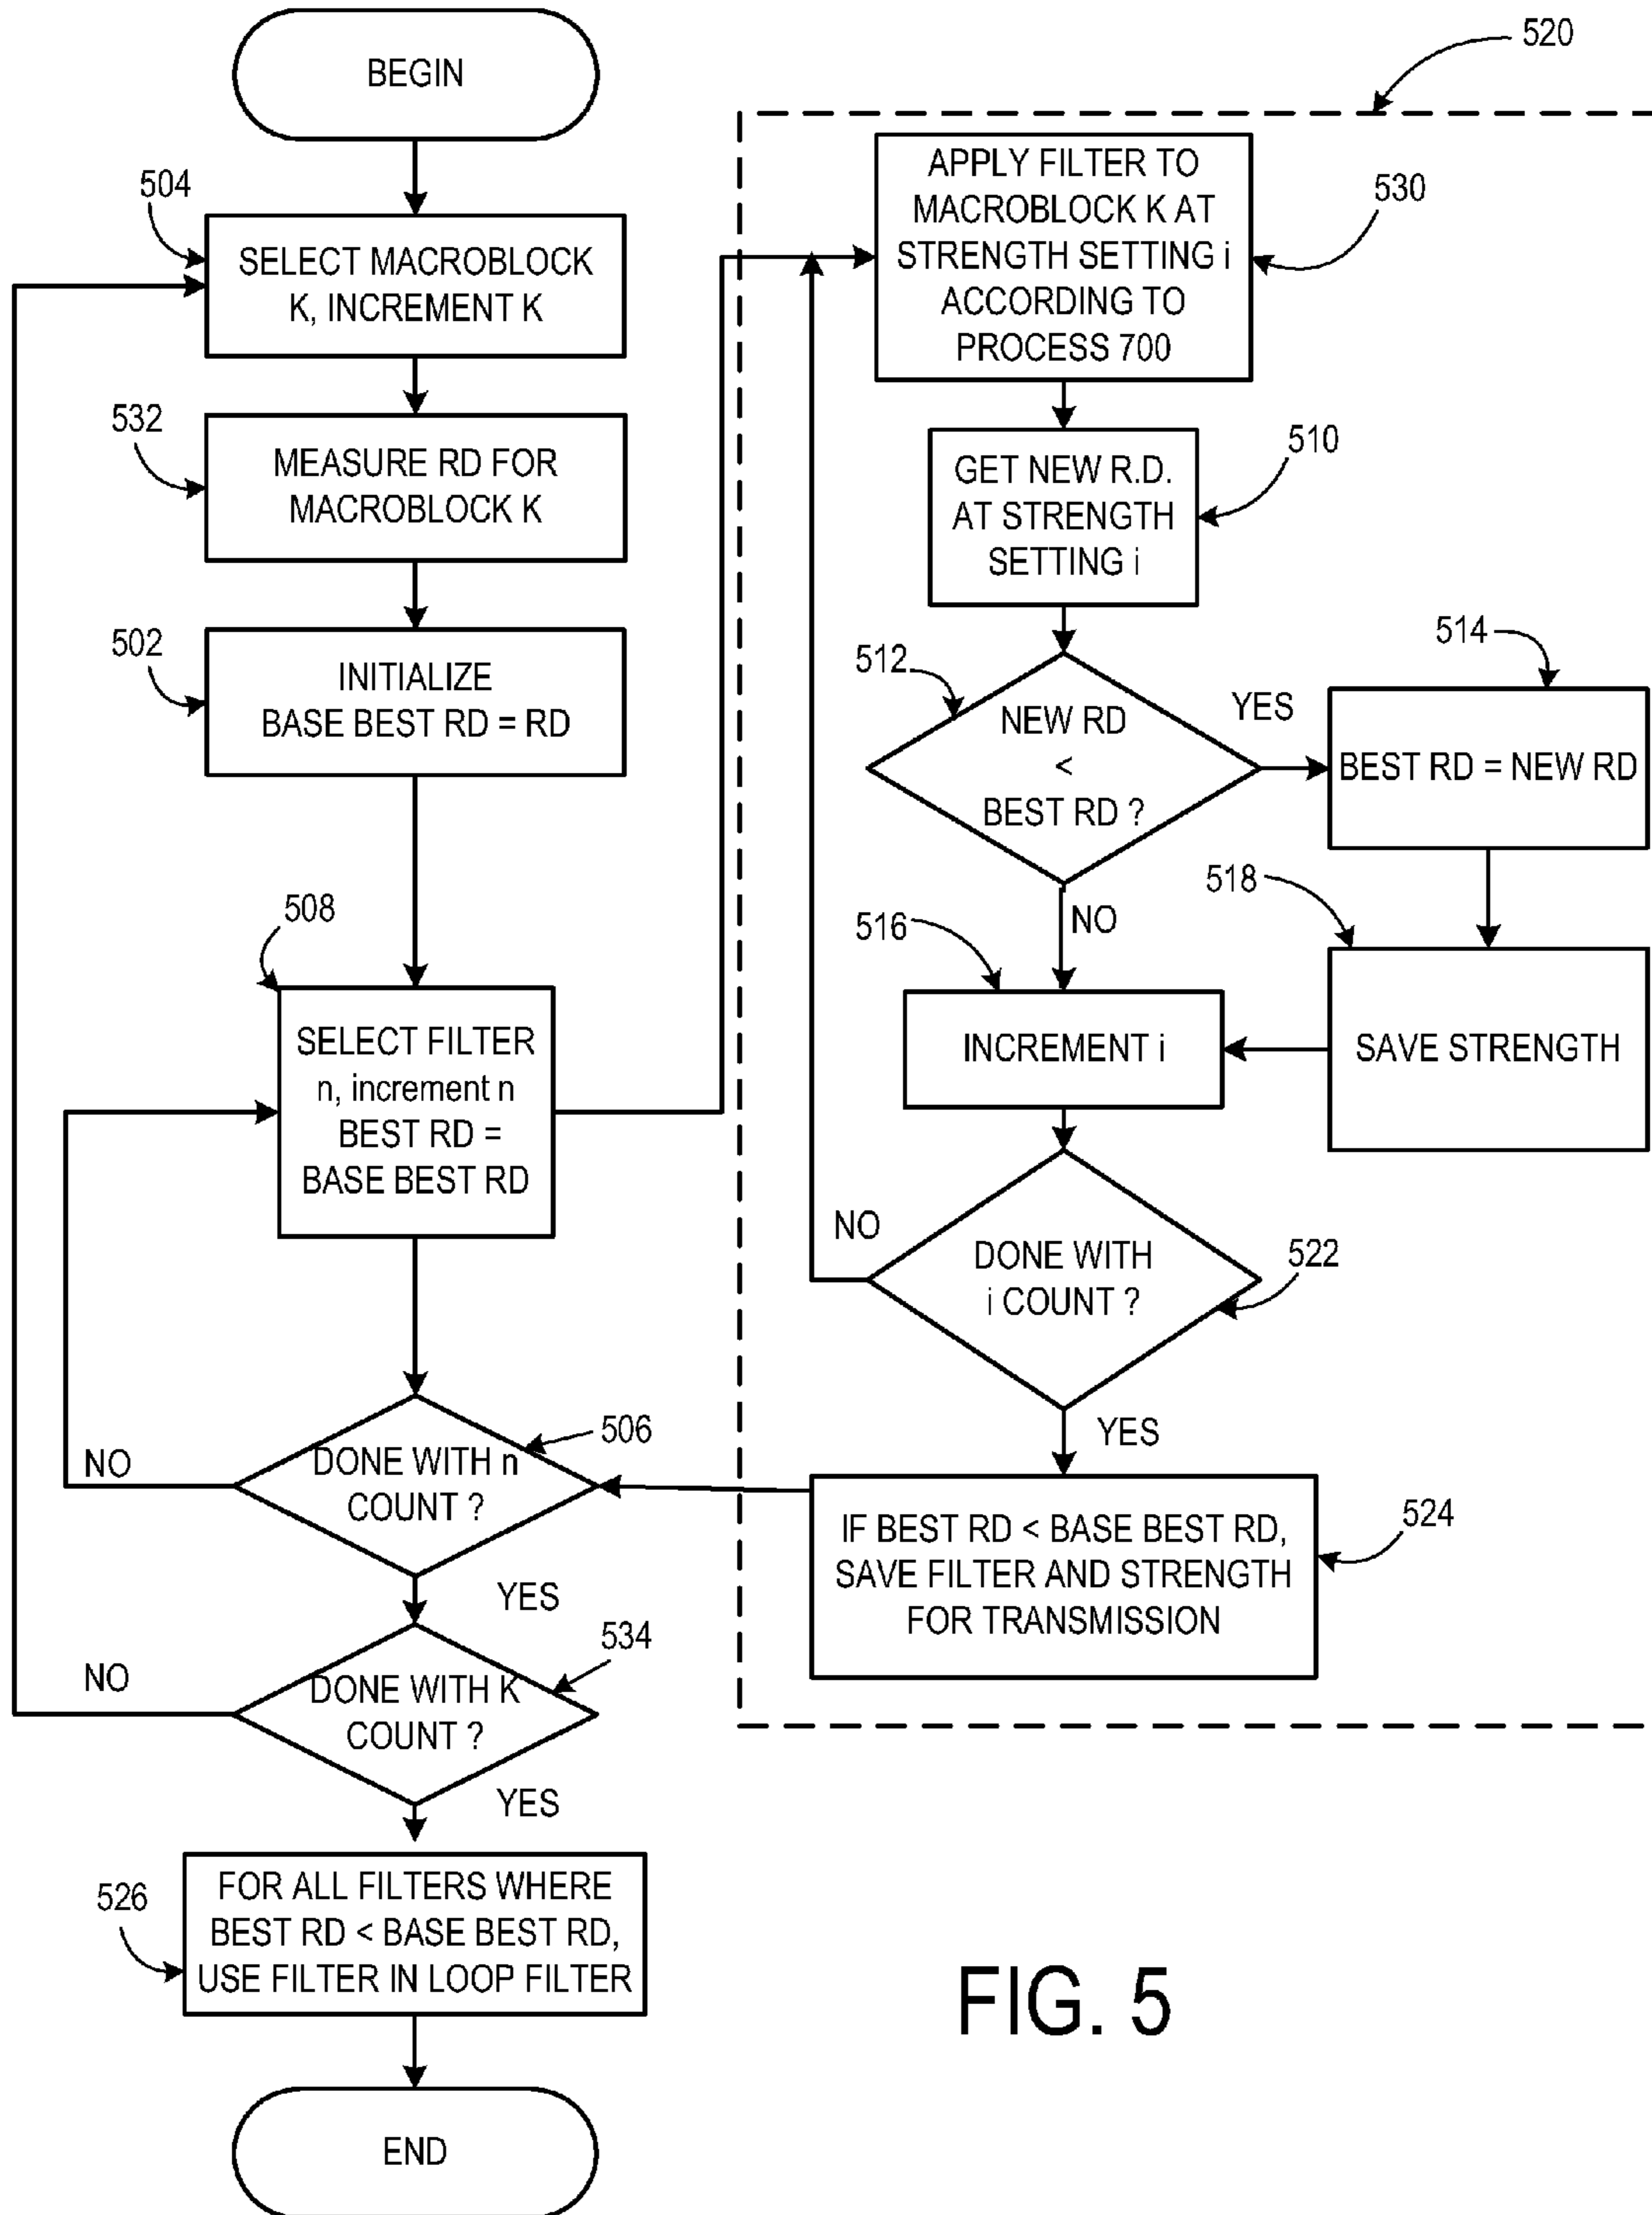 BEGIN
504
SELECT MACROBLOCK
K, INCREMENT K
532
MEASURE RD FOR
MACROBLOCK K
502
INITIALIZE
BASE BEST RD = RD
508
SELECT FILTER
n, increment n
BEST RD =
BASE BEST RD
506
DONE WITH n
COUNT ?
NO
YES
534
DONE WITH K
COUNT ?
NO
YES
526
FOR ALL FILTERS WHERE
BEST RD < BASE BEST RD,
USE FILTER IN LOOP FILTER
END
520
APPLY FILTER TO
MACROBLOCK K AT
STRENGTH SETTING i
ACCORDING TO
PROCESS 700
530
GET NEW R.D.
AT STRENGTH
SETTING i
510
512
NEW RD
<
BEST RD ?
YES
514
BEST RD = NEW RD
NO
518
SAVE STRENGTH
516
INCREMENT i
NO
DONE WITH
i COUNT ?
522
YES
IF BEST RD < BASE BEST RD,
SAVE FILTER AND STRENGTH
FOR TRANSMISSION
524
FIG. 5